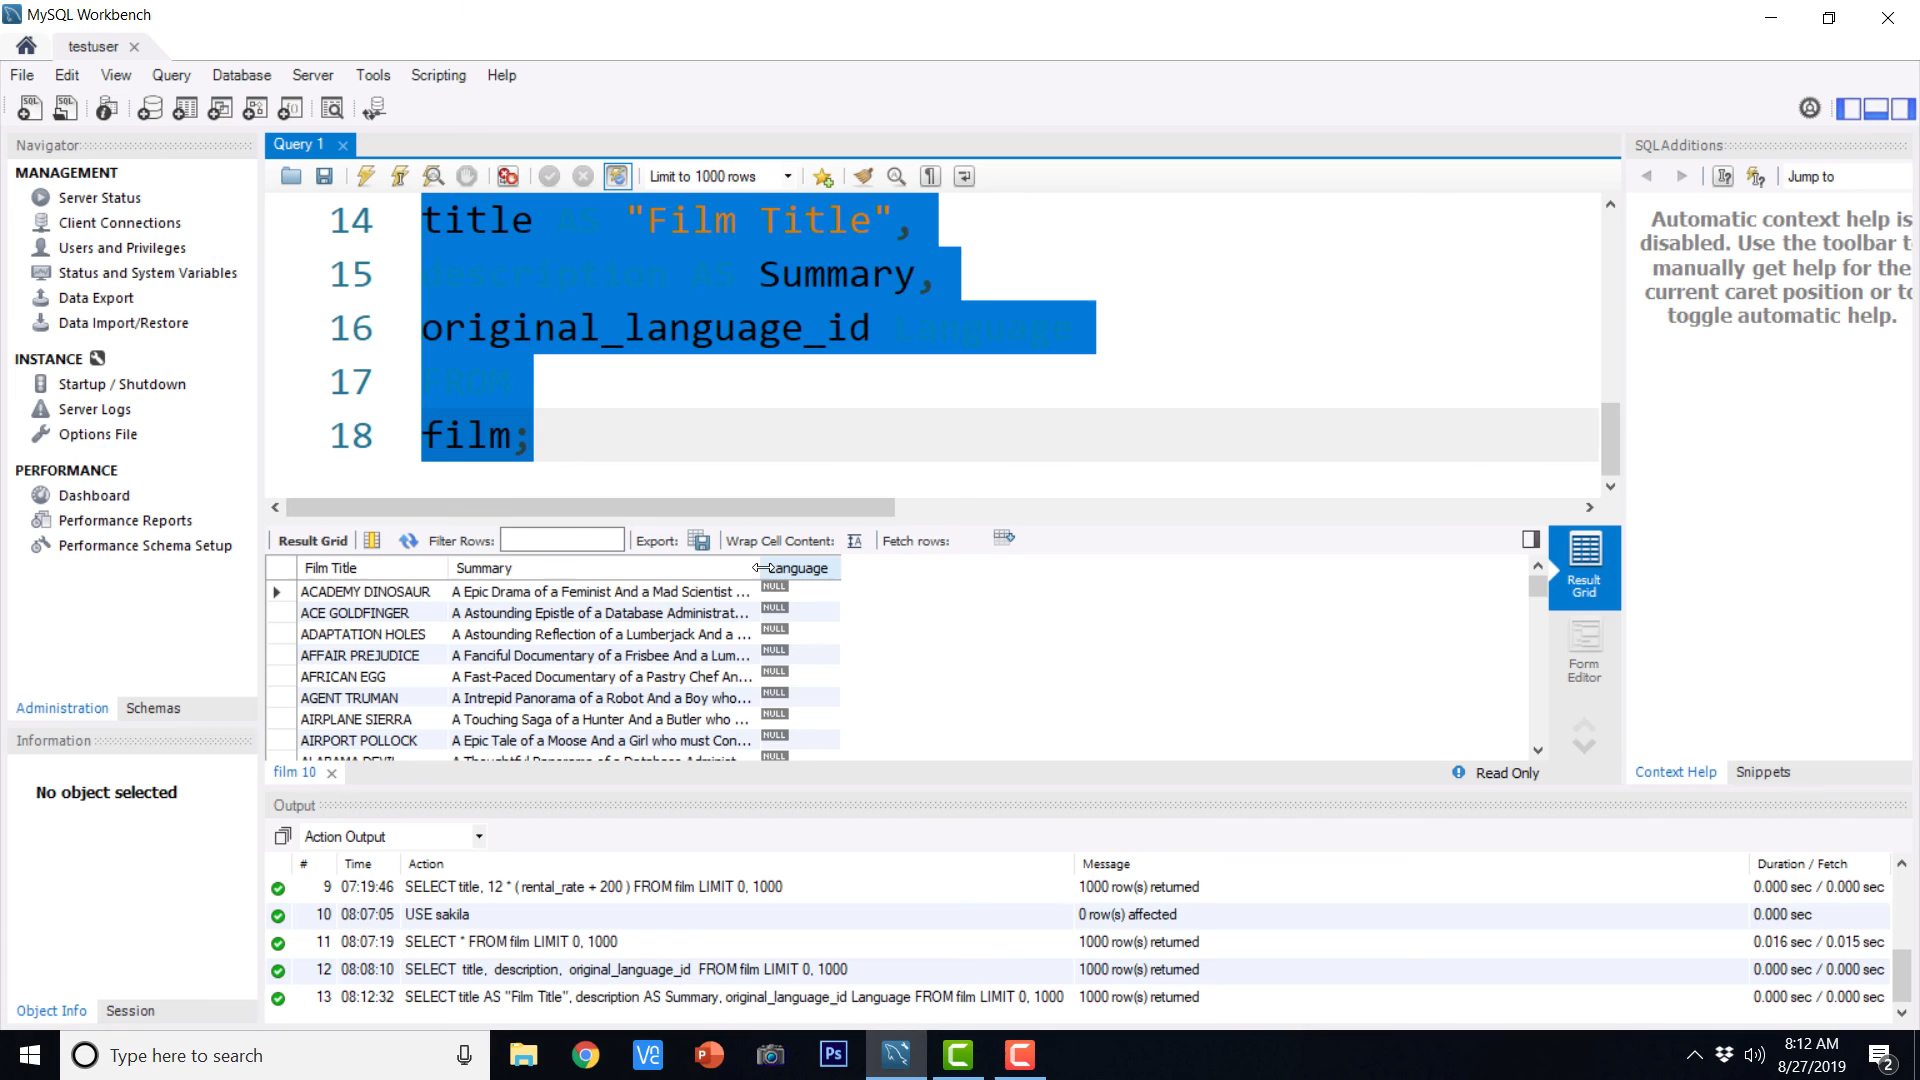 MySQL Workbench
testuser
File Edit View Query Database Server Tools Scripting Help
Navigator
MANAGEMENT
Server Status
Client Connections
Users and Privileges
Status and System Variables
Data Export
Data Import/Restore
INSTANCE
Startup / Shutdown
Server Logs
Options File
PERFORMANCE
Dashboard
Performance Reports
Performance Schema Setup
Administration Schemas
Information
No object selected
Object Info Session
Query 1
Limit to 1000 rows
14 title AS "Film Title",
15 description AS Summary,
16 original_language_id Language
17 FROM
18 film;
Result Grid Filter Rows: Export: Wrap Cell Content: Fetch rows:
Film Title Summary Language
ACADEMY DINOSAUR A Epic Drama of a Feminist And a Mad Scientist ... NULL
ACE GOLDFINGER A Astounding Epistle of a Database Administrat... NULL
ADAPTATION HOLES A Astounding Reflection of a Lumberjack And a ... NULL
AFFAIR PREJUDICE A Fanciful Documentary of a Frisbee And a Lum... NULL
AFRICAN EGG A Fast-Paced Documentary of a Pastry Chef An... NULL
AGENT TRUMAN A Intrepid Panorama of a Robot And a Boy who... NULL
AIRPLANE SIERRA A Touching Saga of a Hunter And a Butler who ... NULL
AIRPORT POLLOCK A Epic Tale of a Moose And a Girl who must Con... NULL
NULL
Result Grid
Form Editor
film 10
Read Only
SQLAdditions
Jump to
Automatic context help is
disabled. Use the toolbar t
manually get help for the
current caret position or to
toggle automatic help.
Context Help Snippets
Output
Action Output
# Time Action Message Duration / Fetch
9 07:19:46 SELECT title, 12 * ( rental_rate + 200 ) FROM film LIMIT 0, 1000 1000 row(s) returned 0.000 sec / 0.000 sec
10 08:07:05 USE sakila 0 row(s) affected 0.000 sec
11 08:07:19 SELECT * FROM film LIMIT 0, 1000 1000 row(s) returned 0.016 sec / 0.015 sec
12 08:08:10 SELECT title, description, original_language_id FROM film LIMIT 0, 1000 1000 row(s) returned 0.000 sec / 0.000 sec
13 08:12:32 SELECT title AS "Film Title", description AS Summary, original_language_id Language FROM film LIMIT 0, 1000 1000 row(s) returned 0.000 sec / 0.000 sec
Type here to search
Ps
8:12 AM
8/27/2019
2